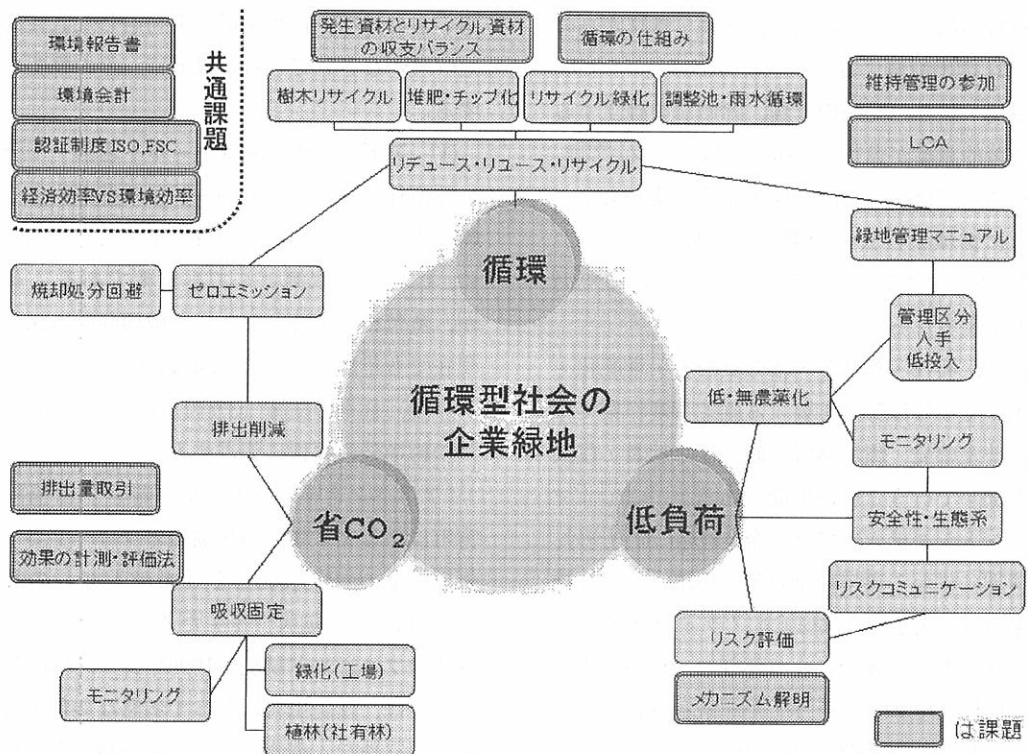 環境報告書
環境会計
認証制度ISO,FSC
経済効率VS環境効率
共通課題
発生資材とリサイクル資材
の収支バランス
循環の仕組み
樹木リサイクル
堆肥・チップ化
リサイクル緑化
調整池・雨水循環
維持管理の参加
LCA
リデュース・リユース・リサイクル
循環
緑地管理マニュアル
焼却処分回避
ゼロエミッション
管理区分
人手
低投入
循環型社会の
企業緑地
低・無農薬化
排出削減
モニタリング
排出量取引
省CO₂
低負荷
安全性・生態系
効果の計測・評価法
リスクコミュニケーション
吸収固定
リスク評価
モニタリング
緑化(工場)
植林(社有林)
メカニズム解明
は課題